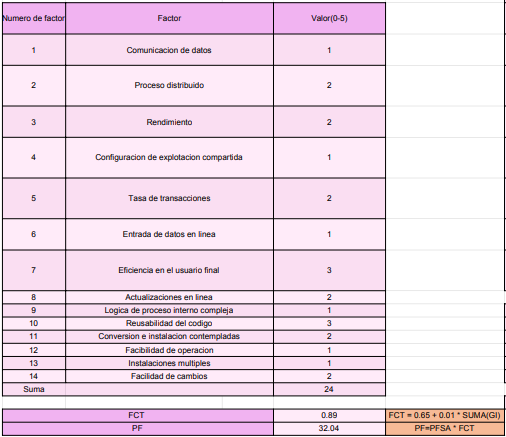 Numero de factor Factor Valor(0-5)
1 Comunicacion de datos 1
2 Proceso distribuido 2
3 Rendimiento 2
4 Configuracion de explotacion compartida 1
5 Tasa de transacciones 2
6 Entrada de datos en linea 1
7 Eficiencia en el usuario final 3
8 Actualizaciones en linea 2
9 Logica de proceso interno compleja 1
10 Reusabilidad del codigo 3
11 Conversion e instalacion contempladas 2
12 Facibilidad de operacion 1
13 Instalaciones multiples 1
14 Facilidad de cambios 2
Suma 24
FCT 0.89 FCT = 0.65 + 0.01 * SUMA(GI)
PF 32.04 PF=PFSA * FCT